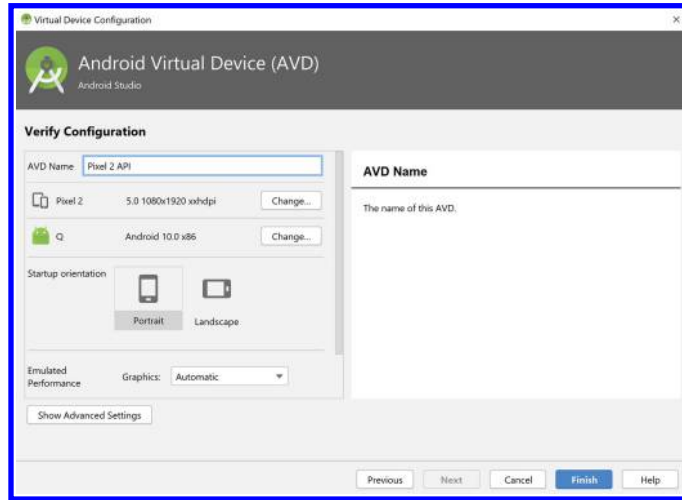 Virtual Device Configuration
Android Virtual Device (AVD)
Android Studio
Verify Configuration
AVD Name Pixel 2 API
Pixel 2 5.0 1080x1920 xxhdpi Change...
Q Android 10.0 x86 Change...
Startup orientation
Portrait Landscape
Emulated
Performance
Graphics: Automatic
Show Advanced Settings
AVD Name
The name of this AVD.
Previous Next Cancel Finish Help